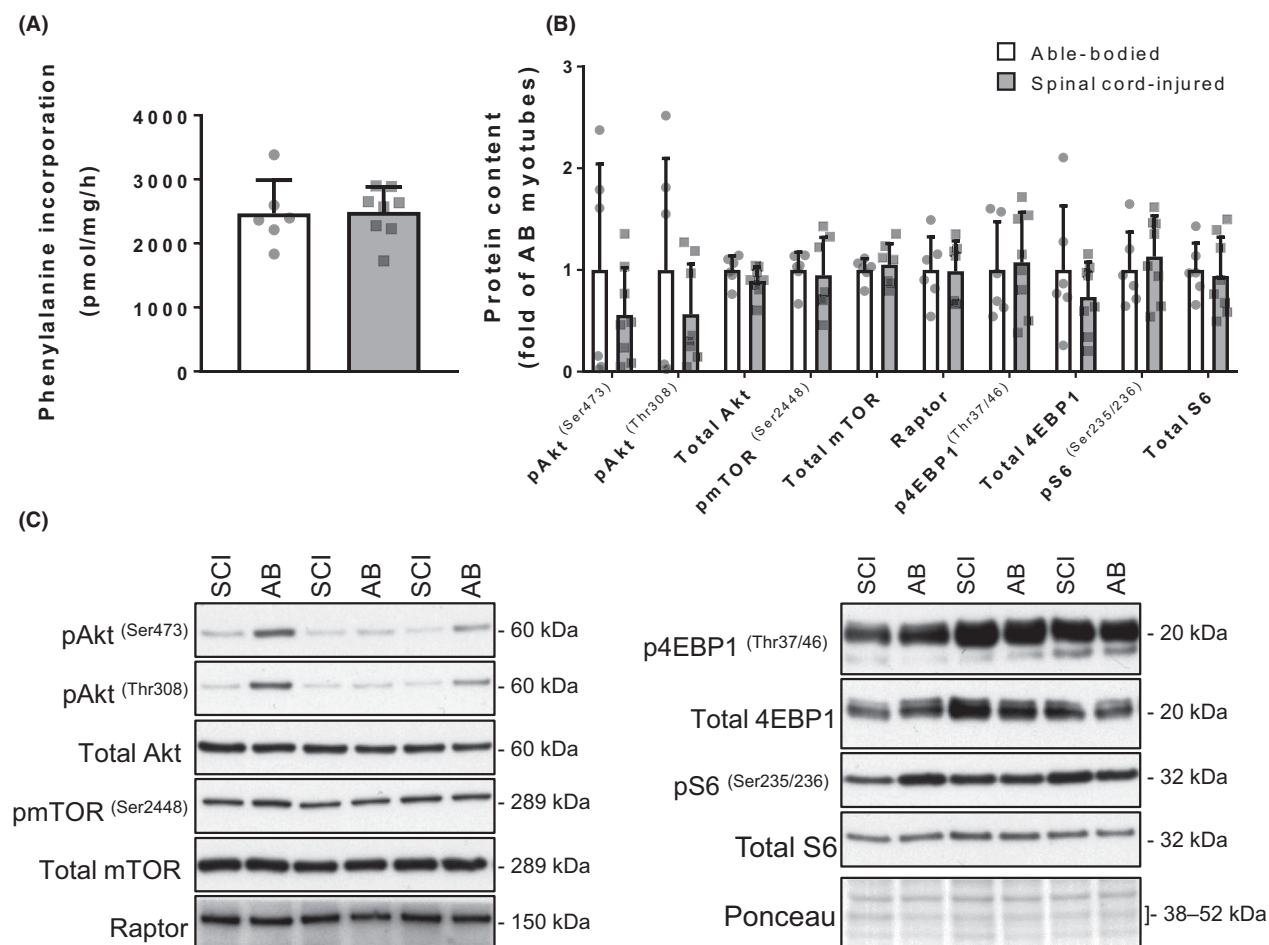 (A)
Phenylalanine incorporation
(pmol/mg/h)
4000
3000
2000
1000
0
(B)
Able-bodied
Spinal cord-injured
Protein content
(fold of AB myotubes)
3
2
1
0
pAkt (Ser473)
pAkt (Thr308)
Total Akt
pmTOR (Ser2448)
Total mTOR
Raptor
p4EBP1 (Thr37/46)
Total 4EBP1
pS6 (Ser235/236)
Total S6
(C)
SCI AB SCI AB SCI AB
pAkt (Ser473) - 60 kDa
pAkt (Thr308) - 60 kDa
Total Akt - 60 kDa
pmTOR (Ser2448) - 289 kDa
Total mTOR - 289 kDa
Raptor - 150 kDa
SCI AB SCI AB SCI AB
p4EBP1 (Thr37/46) - 20 kDa
Total 4EBP1 - 20 kDa
pS6 (Ser235/236) - 32 kDa
Total S6 - 32 kDa
Ponceau ]- 38–52 kDa